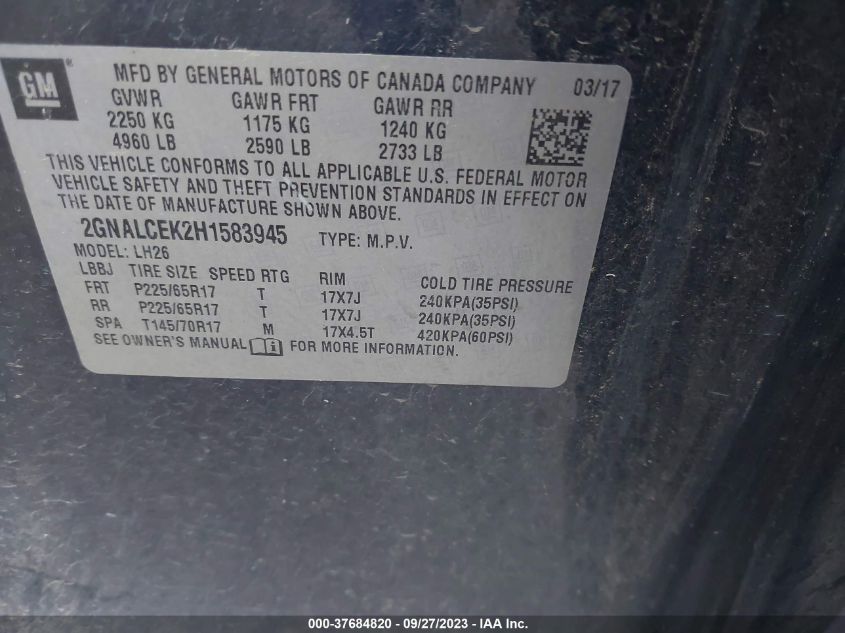 GM ®
MFD BY GENERAL MOTORS OF CANADA COMPANY 03/17
GVWR GAWR FRT GAWR RR
2250 KG 1175 KG 1240 KG
4960 LB 2590 LB 2733 LB
THIS VEHICLE CONFORMS TO ALL APPLICABLE U.S. FEDERAL MOTOR
VEHICLE SAFETY AND THEFT PREVENTION STANDARDS IN EFFECT ON
THE DATE OF MANUFACTURE SHOWN ABOVE.
2GNALCEK2H1583945 TYPE: M.P.V.
MODEL: LH26
LBBJ TIRE SIZE SPEED RTG RIM COLD TIRE PRESSURE
FRT P225/65R17 T 17X7J 240KPA(35PSI)
RR P225/65R17 T 17X7J 240KPA(35PSI)
SPA T145/70R17 M 17X4.5T 420KPA(60PSI)
SEE OWNER'S MANUAL FOR MORE INFORMATION.
000-37684820 - 09/27/2023 - IAA Inc.